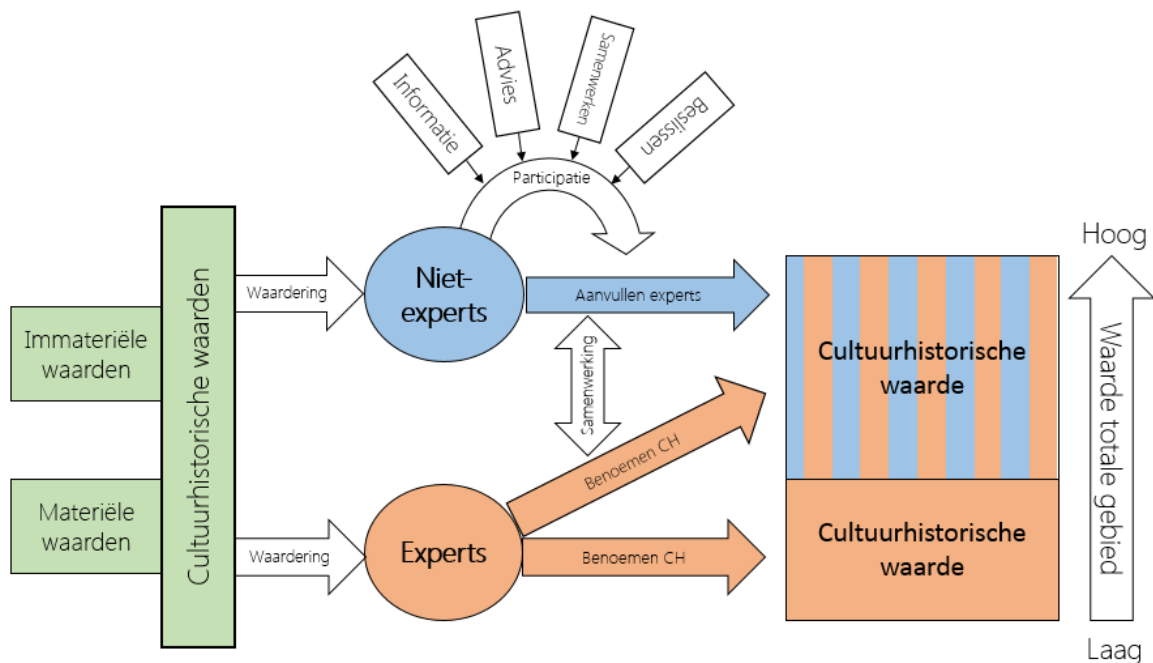 Informatie
Advies
Samenwerken
Beslissen
Participatie
Hoog
Immateriële
waarden
Materiële
waarden
Cultuurhistorische waarden
Waardering
Niet-
experts
Aanvullen experts
Samenwerking
Waardering
Experts
Benoemen CH
Benoemen CH
Cultuurhistorische
waarde
Cultuurhistorische
waarde
Waarde totale gebied
Laag